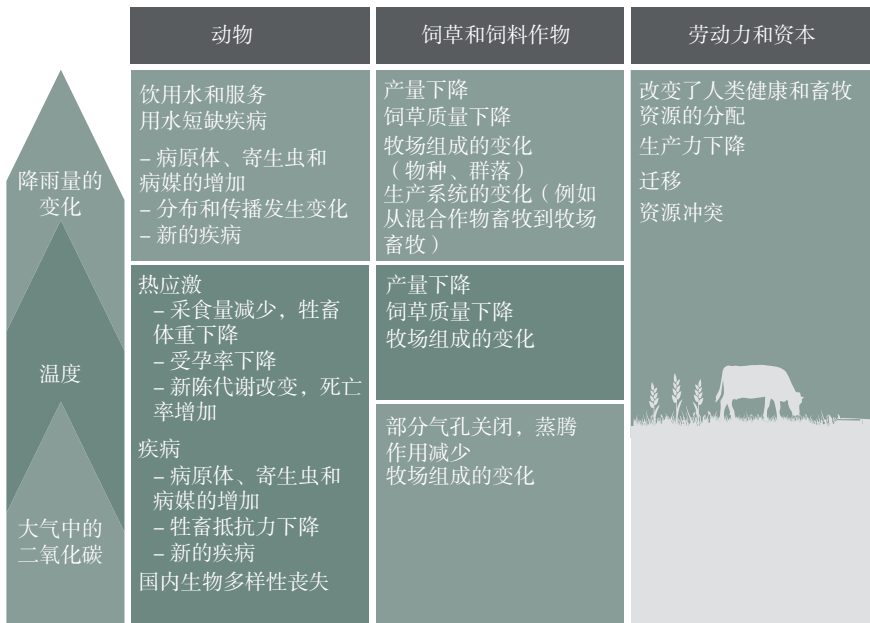 动物
饲草和饲料作物
劳动力和资本
降雨量的
变化
温度
大气中的
二氧化碳
饮用水和服务
用水短缺疾病
– 病原体、寄生虫和
病媒的增加
– 分布和传播发生变化
– 新的疾病
热应激
– 采食量减少，牲畜
体重下降
– 受孕率下降
– 新陈代谢改变，死亡
率增加
疾病
– 病原体、寄生虫和
病媒的增加
– 牲畜抵抗力下降
– 新的疾病
国内生物多样性丧失
产量下降
饲草质量下降
牧场组成的变化
（物种、群落）
生产系统的变化（例如
从混合作物畜牧到牧场
畜牧）
产量下降
饲草质量下降
牧场组成的变化
部分气孔关闭，蒸腾
作用减少
牧场组成的变化
改变了人类健康和畜牧
资源的分配
生产力下降
迁移
资源冲突